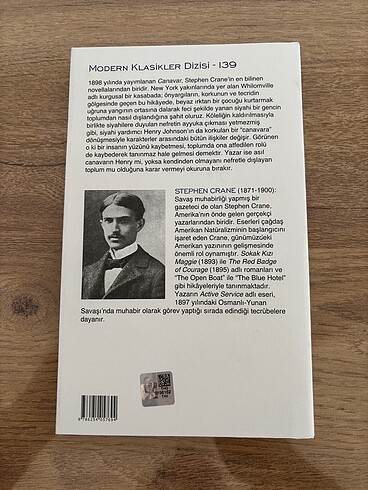 MODERN KLASİKLER DİZİSİ - 139
1898 yılında yayımlanan Canavar, Stephen Crane'in en bilinen
novellalarından biridir. New York yakınlarında yer alan Whilomville
adlı kurgusal bir kasabada; önyargıların, korkunun ve tecridin
gölgesinde geçen bu hikâyede, beyaz ırktan bir çocuğu kurtarmak
uğruna yangının ortasına dalarak feci şekilde yanan siyahi bir gencin
toplumdan nasıl dışlandığına şahit oluruz. Köleliğin kaldırılmasıyla
birlikte siyahilere duyulan nefretin ayyuka çıkması yetmezmiş
gibi, siyahi yardımcı Henry Johnson'ın da korkulan bir "canavara"
dönüşmesiyle karakterler arasındaki bütün ilişkiler değişir. Görünen
o ki bir insanın yüzünü kaybetmesi, toplumda ona atfedilen rolü
de kaybederek tanınmaz hale gelmesi demektir. Yazar ise asıl
canavarın Henry mi, yoksa kendinden olmayanı nefretle dışlayan
toplum mu olduğuna karar vermeyi okuruna bırakır.
STEPHEN CRANE (1871-1900):
Savaş muhabirliği yapmış bir
gazeteci de olan Stephen Crane,
Amerika'nın önde gelen gerçekçi
yazarlarından biridir. Eserleri çağdaş
Amerikan Natüralizminin başlangıcını
işaret eden Crane, günümüzdeki
Amerikan yazınının gelişmesinde
önemli rol oynamıştır. Sokak Kızı
Maggie (1893) ile The Red Badge
of Courage (1895) adlı romanları ve
"The Open Boat" ile "The Blue Hotel"
gibi hikâyeleriyle tanınmaktadır.
Yazarın Active Service adlı eseri,
1897 yılındaki Osmanlı-Yunan
Savaşı'nda muhabir olarak görev yaptığı sırada edindiği tecrübelere
dayanır.